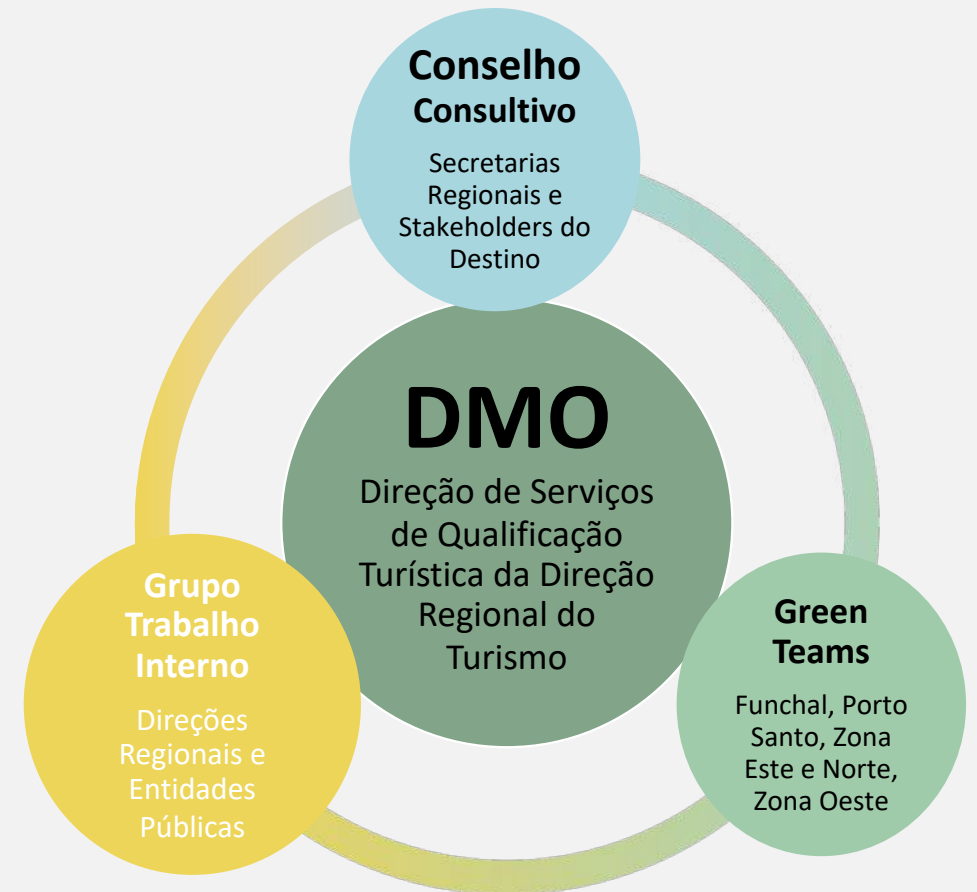 Conselho
Consultivo
Secretarias
Regionais e
Stakeholders do
Destino
DMO
Direção de Serviços
de Qualificação
Turística da Direção
Regional do
Turismo
Grupo
Trabalho
Interno
Direções
Regionais e
Entidades
Públicas
Green
Teams
Funchal, Porto
Santo, Zona
Este e Norte,
Zona Oeste